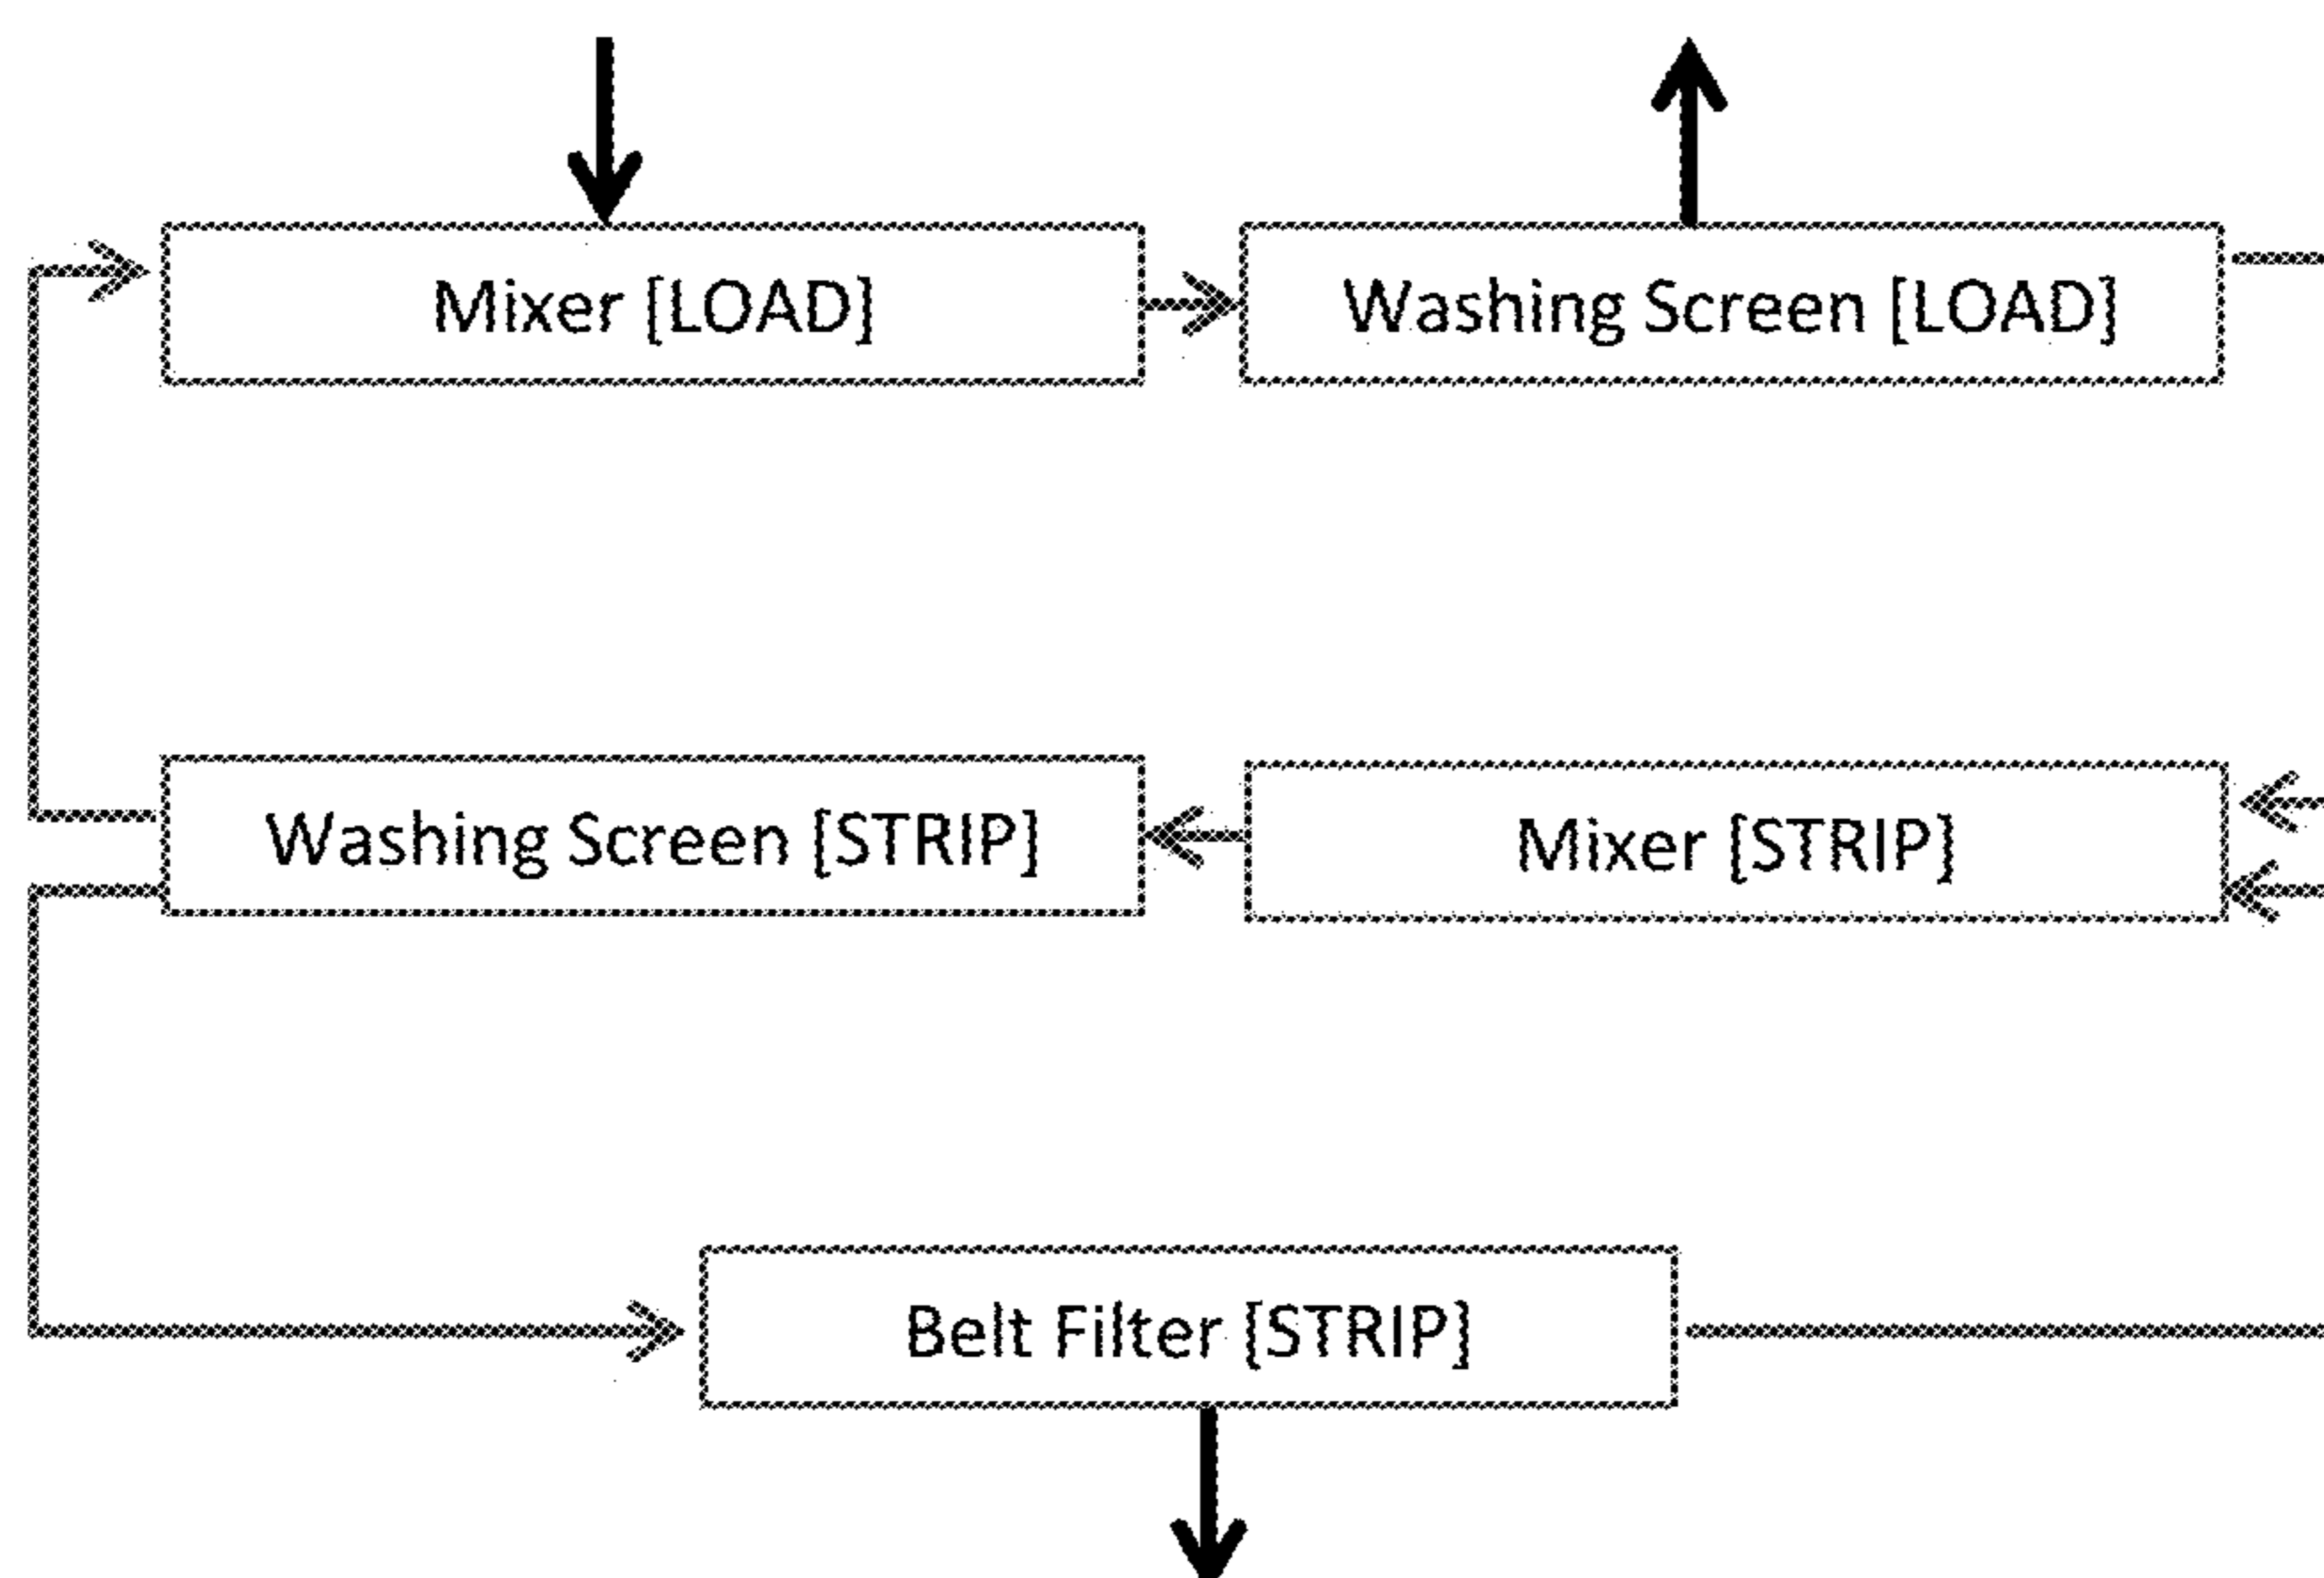 Mixer [LOAD]
Washing Screen [LOAD]
Washing Screen [STRIP]
Mixer [STRIP]
Belt Filter [STRIP]